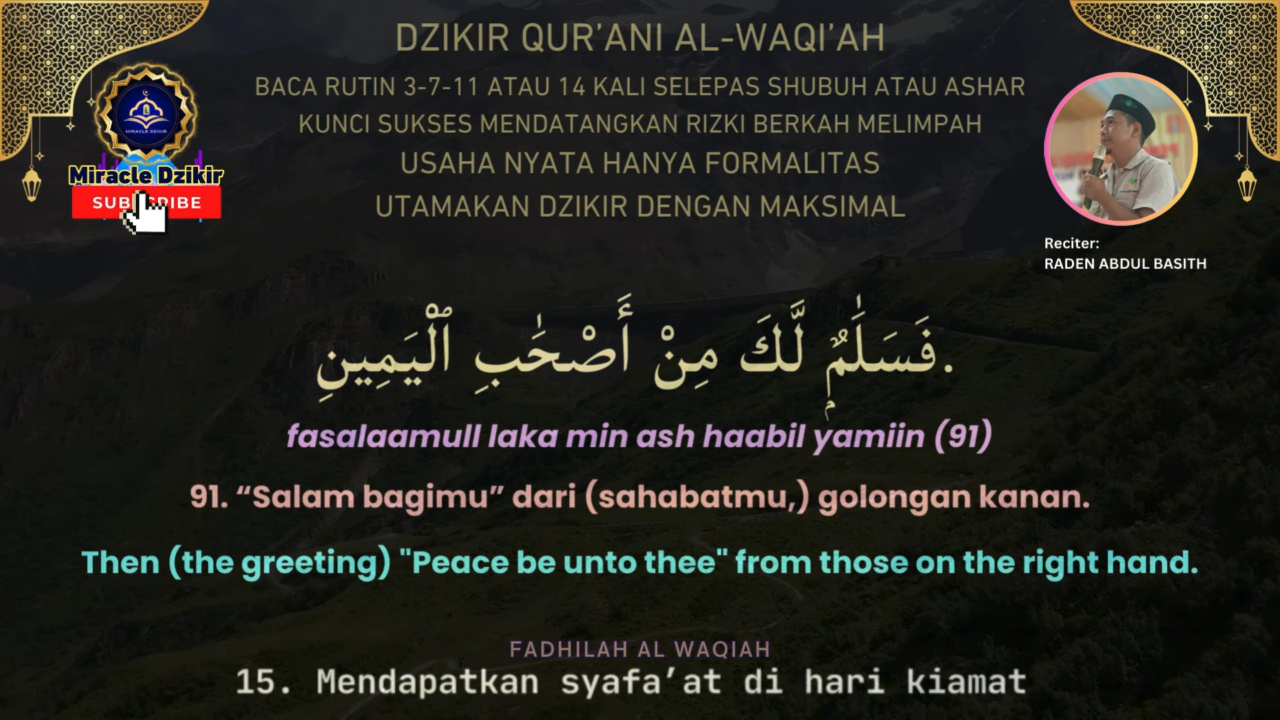 DZIKIR QUR’ANI AL-WAQI’AH
BACA RUTIN 3-7-11 ATAU 14 KALI SELEPAS SHUBUH ATAU ASHAR
KUNCI SUKSES MENDATANGKAN RIZKI BERKAH MELIMPAH
USAHA NYATA HANYA FORMALITAS
UTAMAKAN DZIKIR DENGAN MAKSIMAL
MIRACLE DZIKIR
Miracle Dzikir
Reciter:
RADEN ABDUL BASITH
فَسَلَٰمٌۭ لَّكَ مِنْ أَصْحَٰبِ ٱلْيَمِينِ.
fasalaamull laka min ash haabil yamiin (91)
91. “Salam bagimu” dari (sahabatmu,) golongan kanan.
Then (the greeting) "Peace be unto thee" from those on the right hand.
FADHILAH AL WAQIAH
15. Mendapatkan syafa’at di hari kiamat